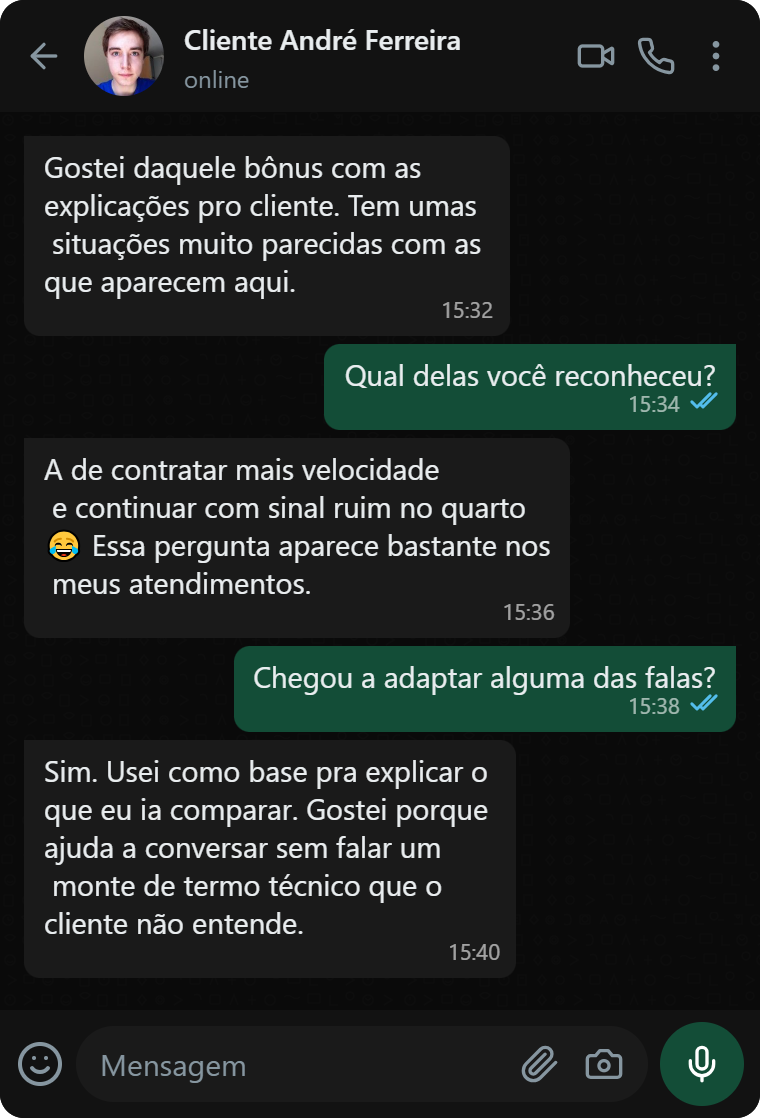 Cliente André Ferreira
online
Gostei daquele bônus com as
explicações pro cliente. Tem umas
situações muito parecidas com as
que aparecem aqui.
15:32
Qual delas você reconheceu?
15:34
A de contratar mais velocidade
e continuar com sinal ruim no quarto
😂 Essa pergunta aparece bastante nos
meus atendimentos.
15:36
Chegou a adaptar alguma das falas?
15:38
Sim. Usei como base pra explicar o
que eu ia comparar. Gostei porque
ajuda a conversar sem falar um
monte de termo técnico que o
cliente não entende.
15:40
Mensagem